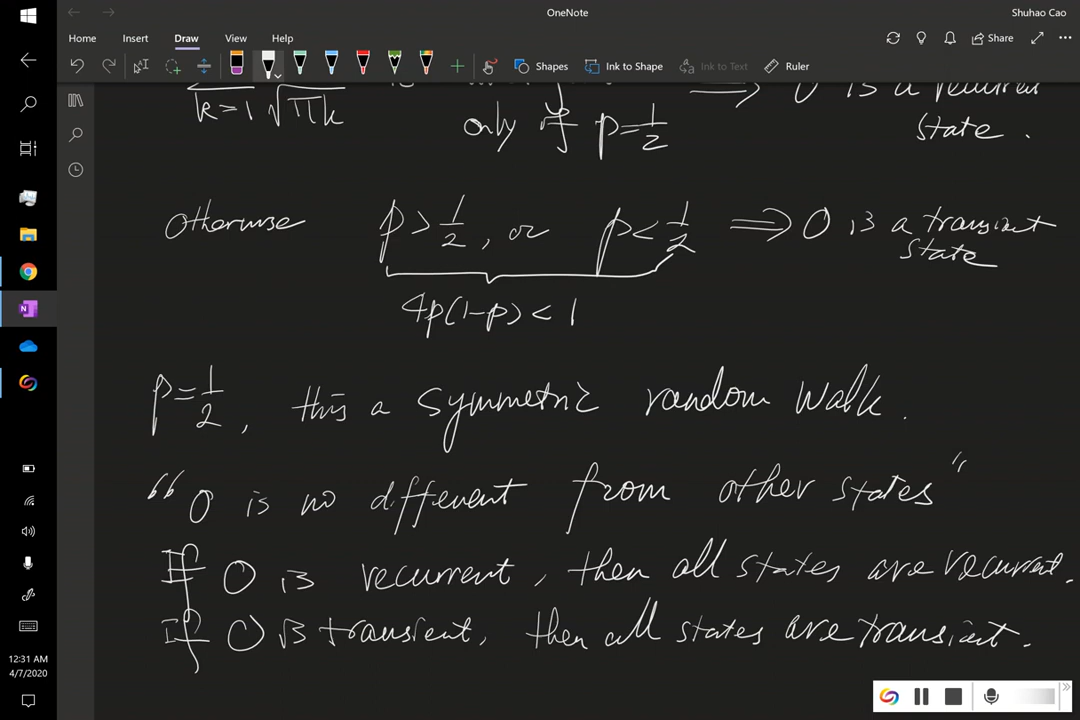 OneNote
Shuhao Cao
Home Insert Draw View Help
Share
Shapes Ink to Shape Ink to Text Ruler
k=1 √πk
only if p=1/2 ⟹ 0 is a recurrent
state.
Otherwise p>1/2, or p<1/2 ⟹ 0 is a transient
state
4p(1-p)<1
p=1/2, this a symmetric random walk.
"0 is no different from other states"
If 0 is recurrent, then all states are recurrent.
If 0 is transient, then all states are transient.
12:31 AM
4/7/2020